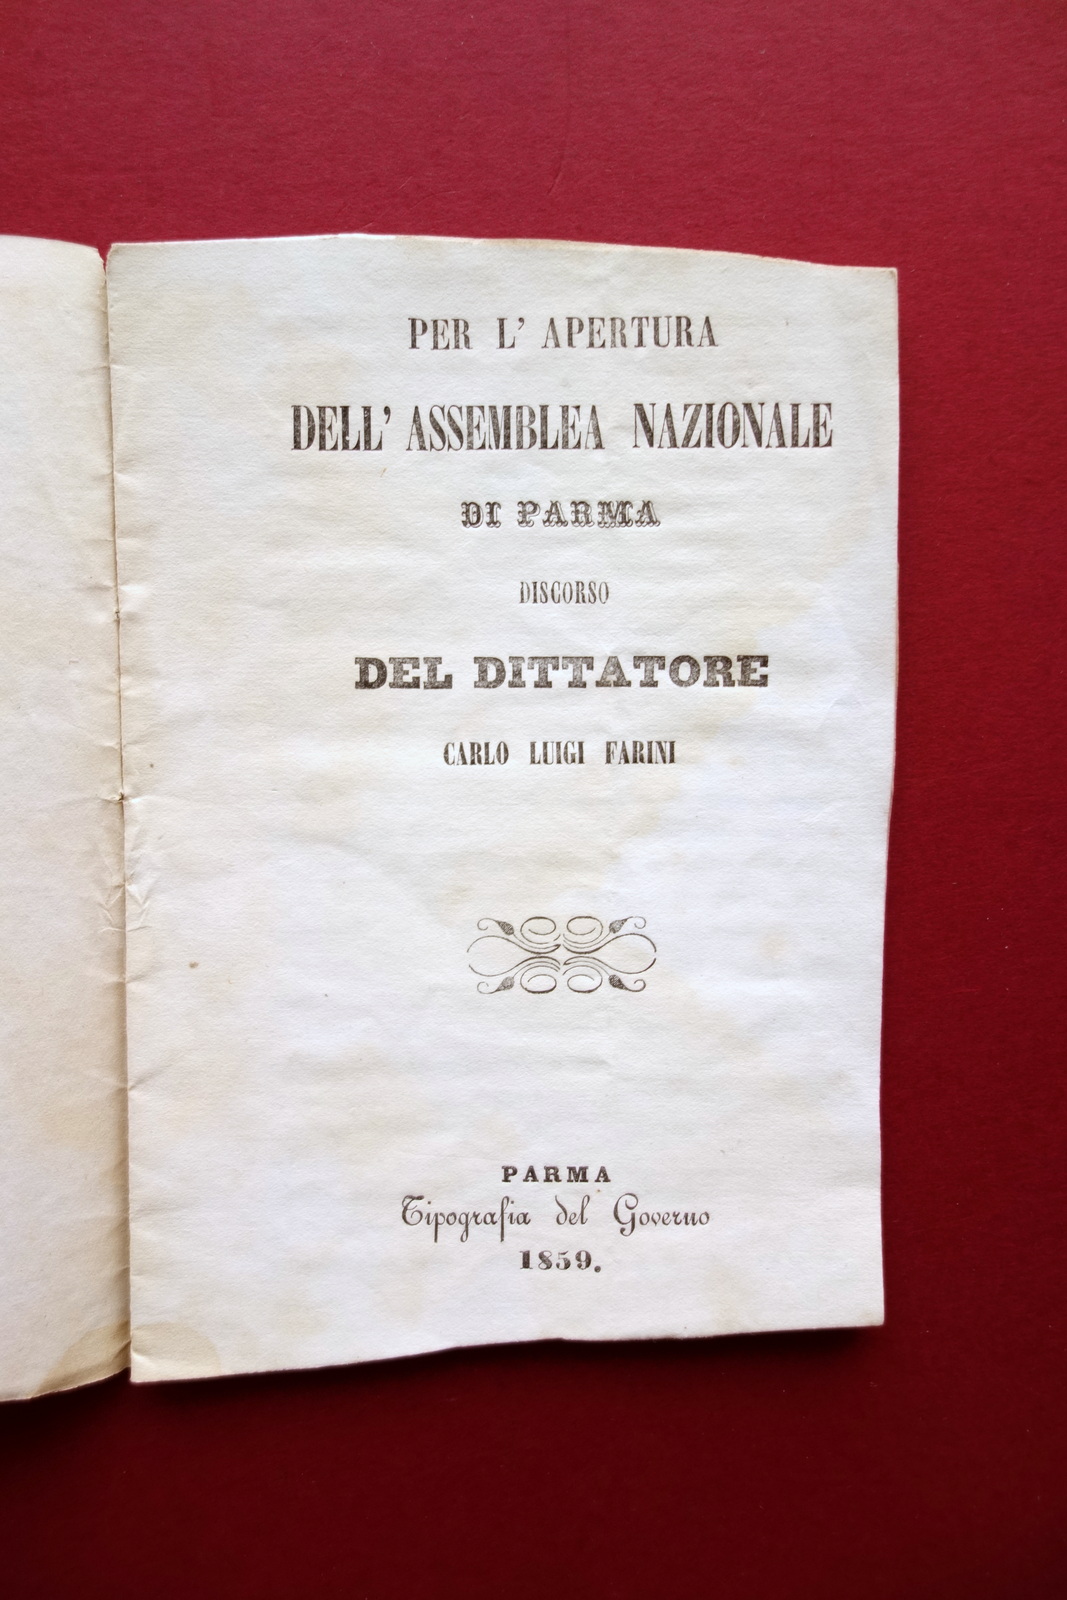 PER L' APERTURA
DELL' ASSEMBLEA NAZIONALE
DI PARMA
DISCORSO
DEL DITTATORE
CARLO LUIGI FARINI
PARMA
Tipografia del Governo
1859.